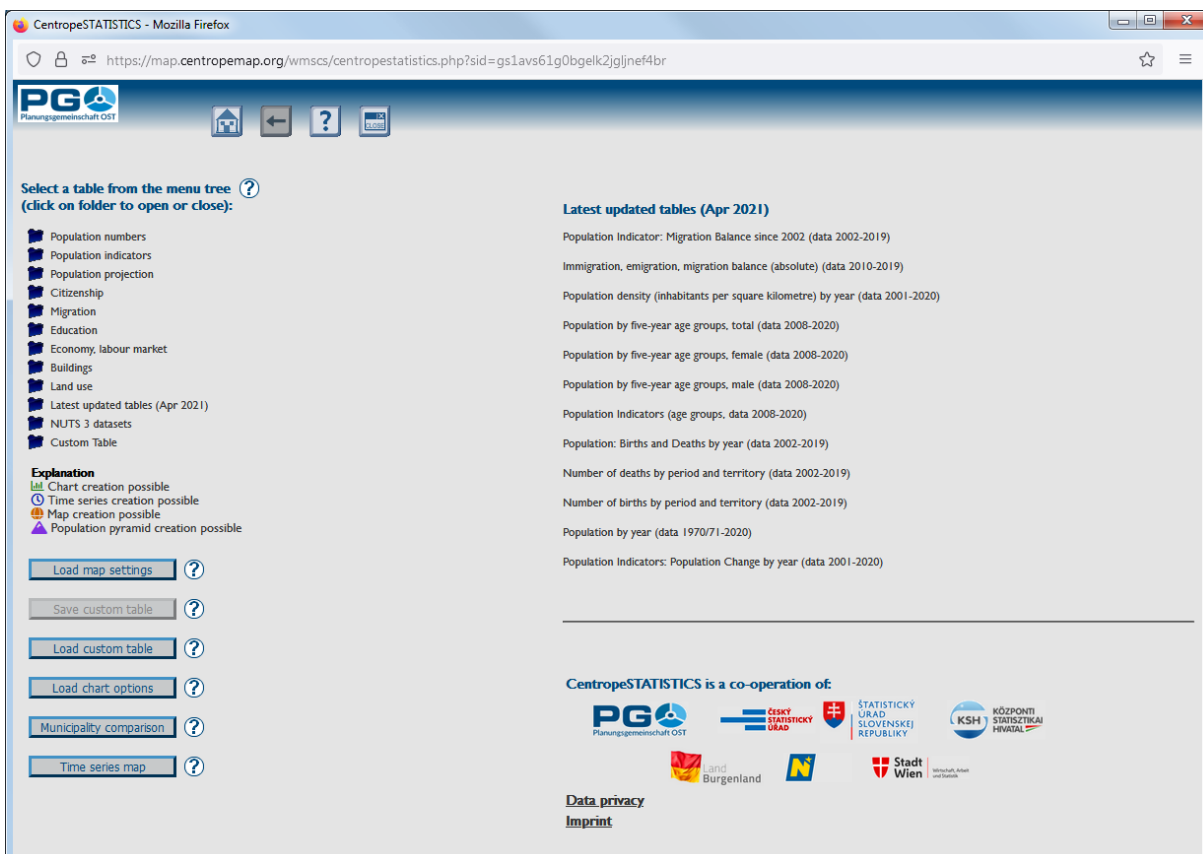 CentropeSTATISTICS - Mozilla Firefox
https://map.centropemap.org/wmscs/centropestatistics.php?sid=gs1avs61g0bgelk2jgljnef4br
PGO
Planungsgemeinschaft OST
?
CLOSE
Select a table from the menu tree ?
(click on folder to open or close):
Population numbers
Population indicators
Population projection
Citizenship
Migration
Education
Economy, labour market
Buildings
Land use
Latest updated tables (Apr 2021)
NUTS 3 datasets
Custom Table
Explanation
Chart creation possible
Time series creation possible
Map creation possible
Population pyramid creation possible
Load map settings ?
Save custom table ?
Load custom table ?
Load chart options ?
Municipality comparison ?
Time series map ?
Latest updated tables (Apr 2021)
Population Indicator: Migration Balance since 2002 (data 2002-2019)
Immigration, emigration, migration balance (absolute) (data 2010-2019)
Population density (inhabitants per square kilometre) by year (data 2001-2020)
Population by five-year age groups, total (data 2008-2020)
Population by five-year age groups, female (data 2008-2020)
Population by five-year age groups, male (data 2008-2020)
Population Indicators (age groups, data 2008-2020)
Population: Births and Deaths by year (data 2002-2019)
Number of deaths by period and territory (data 2002-2019)
Number of births by period and territory (data 2002-2019)
Population by year (data 1970/71-2020)
Population Indicators: Population Change by year (data 2001-2020)
CentropeSTATISTICS is a co-operation of:
PGO
Planungsgemeinschaft OST
ČESKÝ
STATISTICKÝ
ÚŘAD
ŠTATISTICKÝ
ÚRAD
SLOVENSKEJ
REPUBLIKY
KSH
KÖZPONTI
STATISZTIKAI
HIVATAL
Land
Burgenland
N
Stadt
Wien
Wirtschaft, Arbeit
und Statistik
Data privacy
Imprint